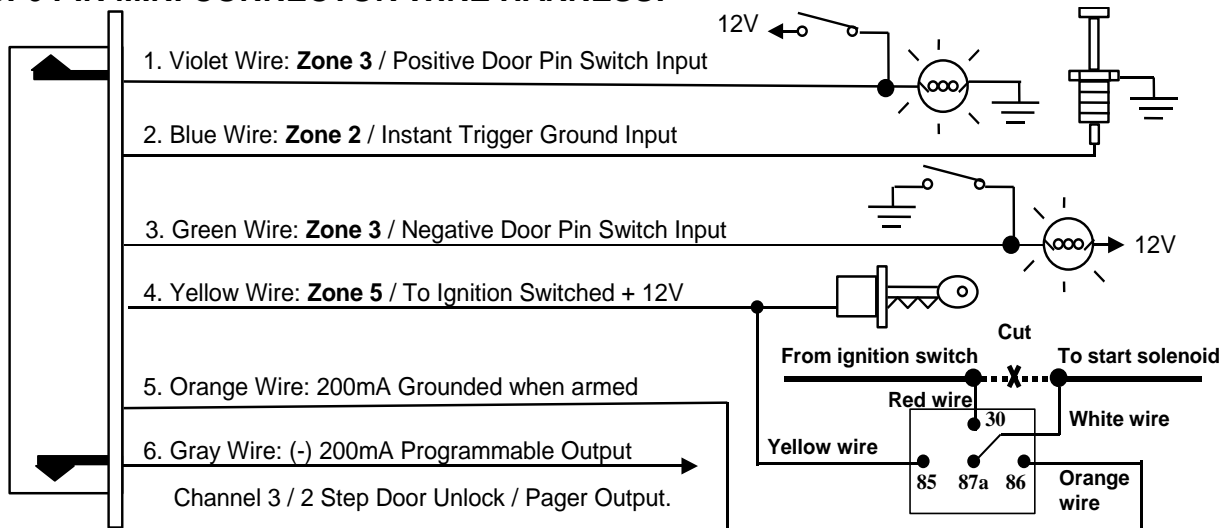 12V
1. Violet Wire: Zone 3 / Positive Door Pin Switch Input
2. Blue Wire: Zone 2 / Instant Trigger Ground Input
3. Green Wire: Zone 3 / Negative Door Pin Switch Input
12V
4. Yellow Wire: Zone 5 / To Ignition Switched + 12V
Cut
From ignition switch
To start solenoid
5. Orange Wire: 200mA Grounded when armed
Red wire
30
White wire
6. Gray Wire: (-) 200mA Programmable Output
Yellow wire
85 87a 86
Orange
wire
Channel 3 / 2 Step Door Unlock / Pager Output.